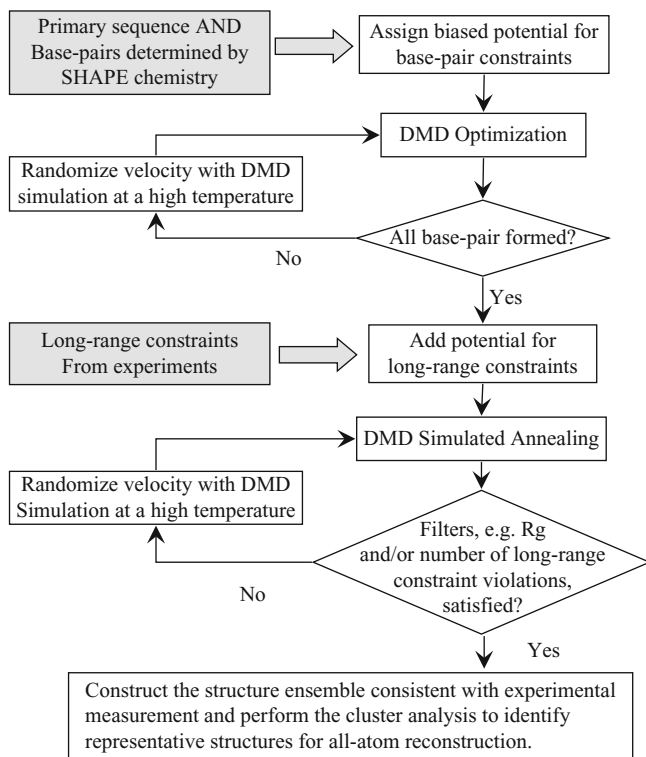 Primary sequence AND
Base-pairs determined by
SHAPE chemistry
Assign biased potential for
base-pair constraints
DMD Optimization
Randomize velocity with DMD
simulation at a high temperature
All base-pair formed?
No
Yes
Long-range constraints
From experiments
Add potential for
long-range constraints
DMD Simulated Annealing
Randomize velocity with DMD
Simulation at a high temperature
Filters, e.g. Rg
and/or number of long-range
constraint violations,
satisfied?
No
Yes
Construct the structure ensemble consistent with experimental
measurement and perform the cluster analysis to identify
representative structures for all-atom reconstruction.